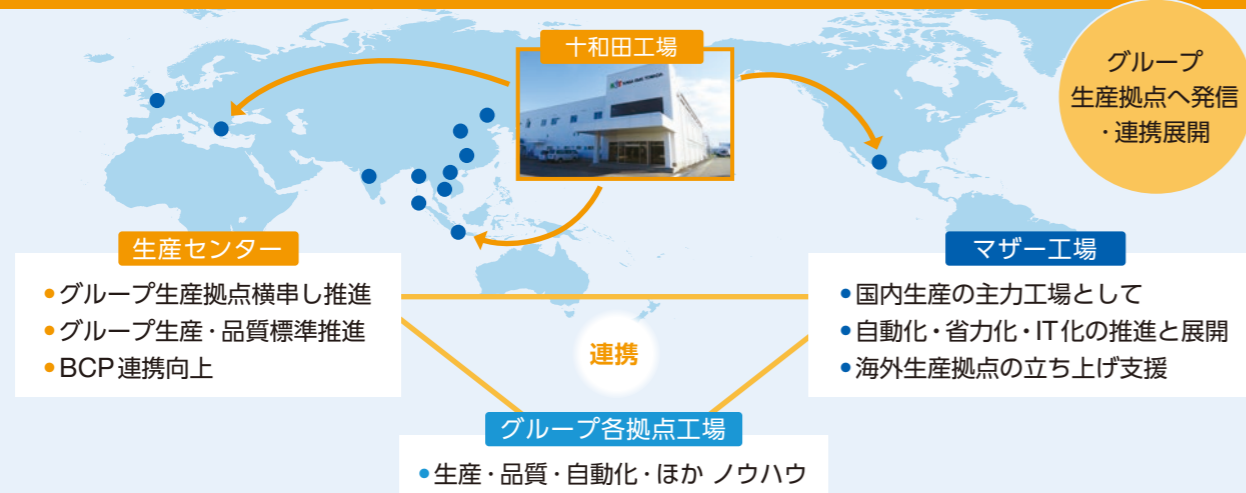 十和田工場
グループ
生産拠点へ発信
・連携展開
生産センター
•グループ生産拠点横串し推進
•グループ生産・品質標準推進
•BCP連携向上
マザー工場
•国内生産の主力工場として
•自動化・省力化・IT化の推進と展開
•海外生産拠点の立ち上げ支援
連携
グループ各拠点工場
•生産・品質・自動化・ほか ノウハウ